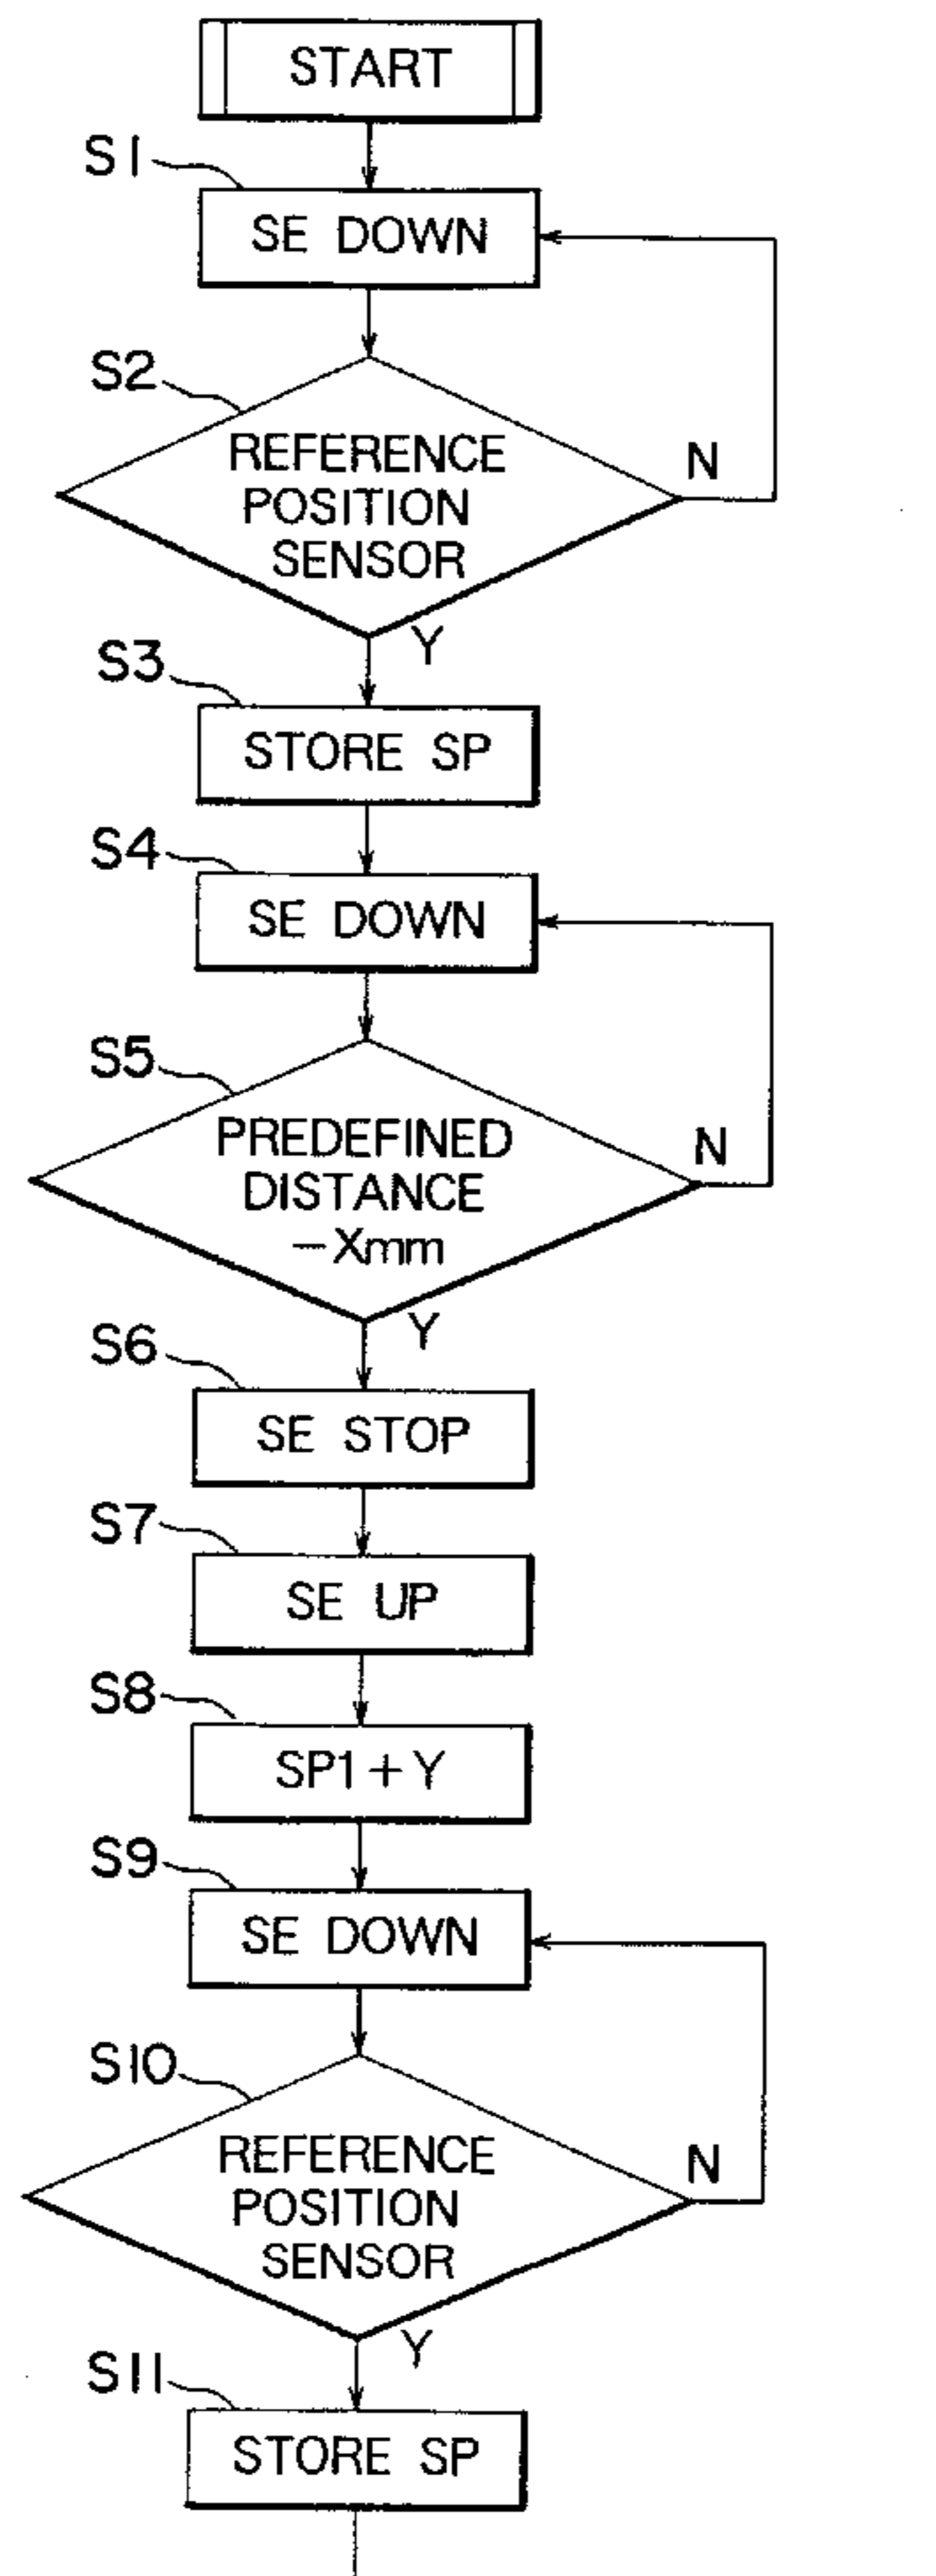 START
S1
SE DOWN
S2
REFERENCE
POSITION
SENSOR
N
Y
S3
STORE SP
S4
SE DOWN
S5
PREDEFINED
DISTANCE
-Xmm
N
Y
S6
SE STOP
S7
SE UP
S8
SP1+Y
S9
SE DOWN
S10
REFERENCE
POSITION
SENSOR
N
Y
S11
STORE SP